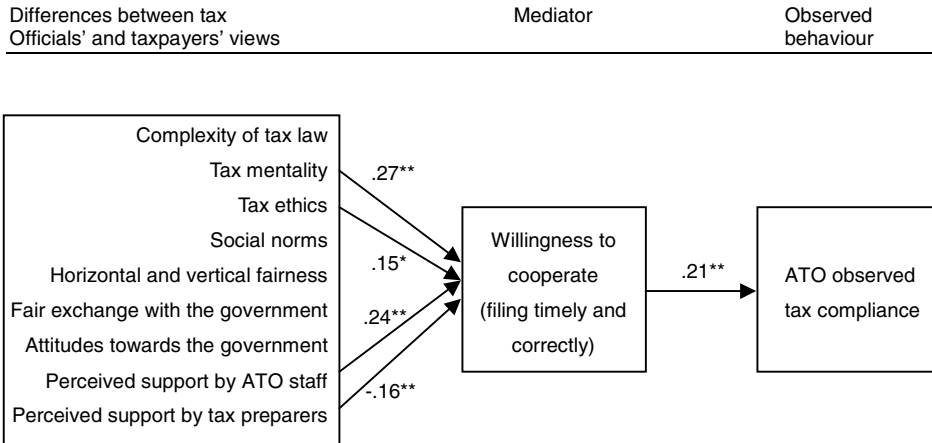 Differences between tax
Officials' and taxpayers' views
Mediator
Observed
behaviour
Complexity of tax law
Tax mentality
Tax ethics
Social norms
Horizontal and vertical fairness
Fair exchange with the government
Attitudes towards the government
Perceived support by ATO staff
Perceived support by tax preparers
.27**
.15*
.24**
-.16**
Willingness to
cooperate
(filing timely and
correctly)
.21**
ATO observed
tax compliance